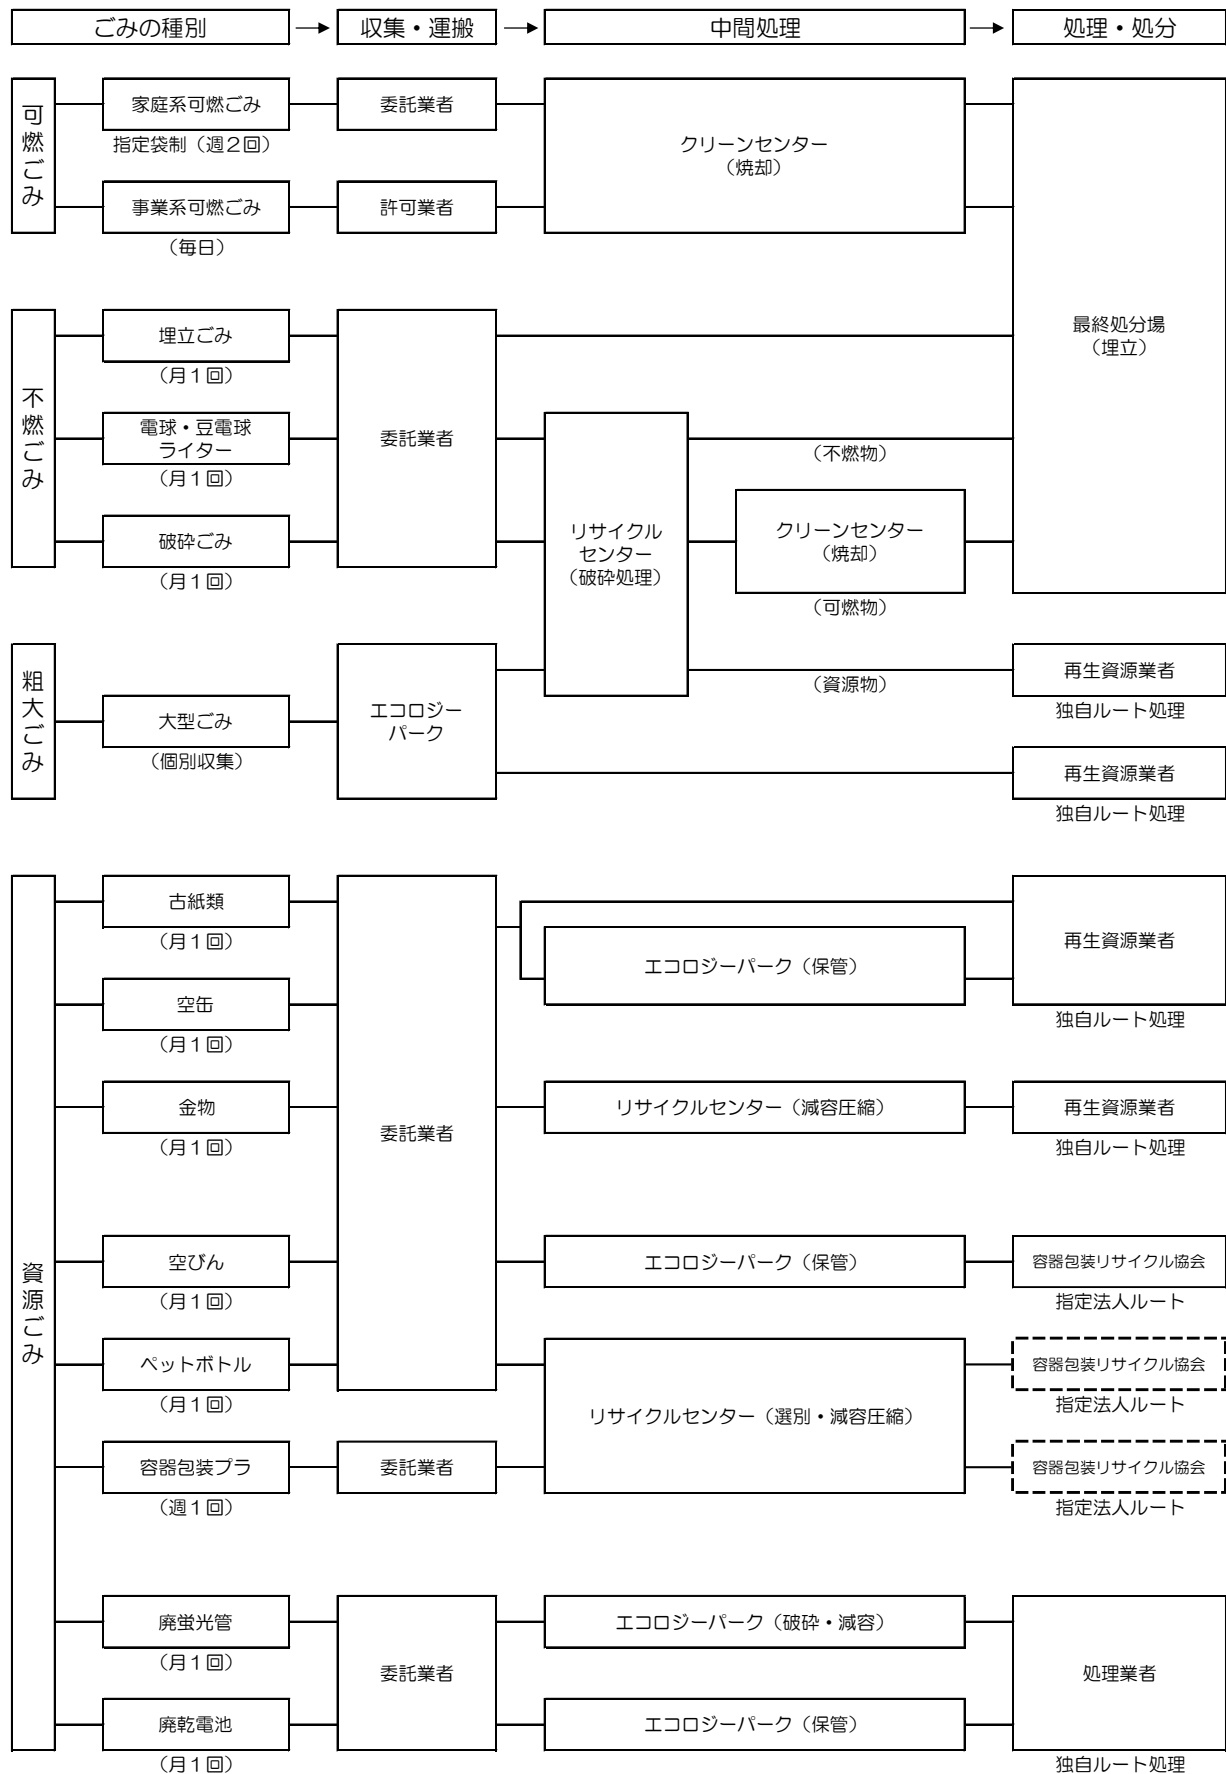 ごみの種別
収集・運搬
中間処理
処理・処分
可燃ごみ
家庭系可燃ごみ
指定袋制（週２回）
委託業者
クリーンセンター
（焼却）
事業系可燃ごみ
（毎日）
許可業者
最終処分場
（埋立）
不燃ごみ
埋立ごみ
（月１回）
電球・豆電球
ライター
（月１回）
破砕ごみ
（月１回）
委託業者
リサイクル
センター
（破砕処理）
（不燃物）
クリーンセンター
（焼却）
（可燃物）
粗大ごみ
大型ごみ
（個別収集）
エコロジー
パーク
（資源物）
再生資源業者
独自ルート処理
再生資源業者
独自ルート処理
資源ごみ
古紙類
（月１回）
空缶
（月１回）
金物
（月１回）
空びん
（月１回）
ペットボトル
（月１回）
容器包装プラ
（週１回）
廃蛍光管
（月１回）
廃乾電池
（月１回）
委託業者
委託業者
委託業者
エコロジーパーク（保管）
リサイクルセンター（減容圧縮）
エコロジーパーク（保管）
リサイクルセンター（選別・減容圧縮）
エコロジーパーク（破砕・減容）
エコロジーパーク（保管）
再生資源業者
独自ルート処理
再生資源業者
独自ルート処理
容器包装リサイクル協会
指定法人ルート
容器包装リサイクル協会
指定法人ルート
容器包装リサイクル協会
指定法人ルート
処理業者
独自ルート処理